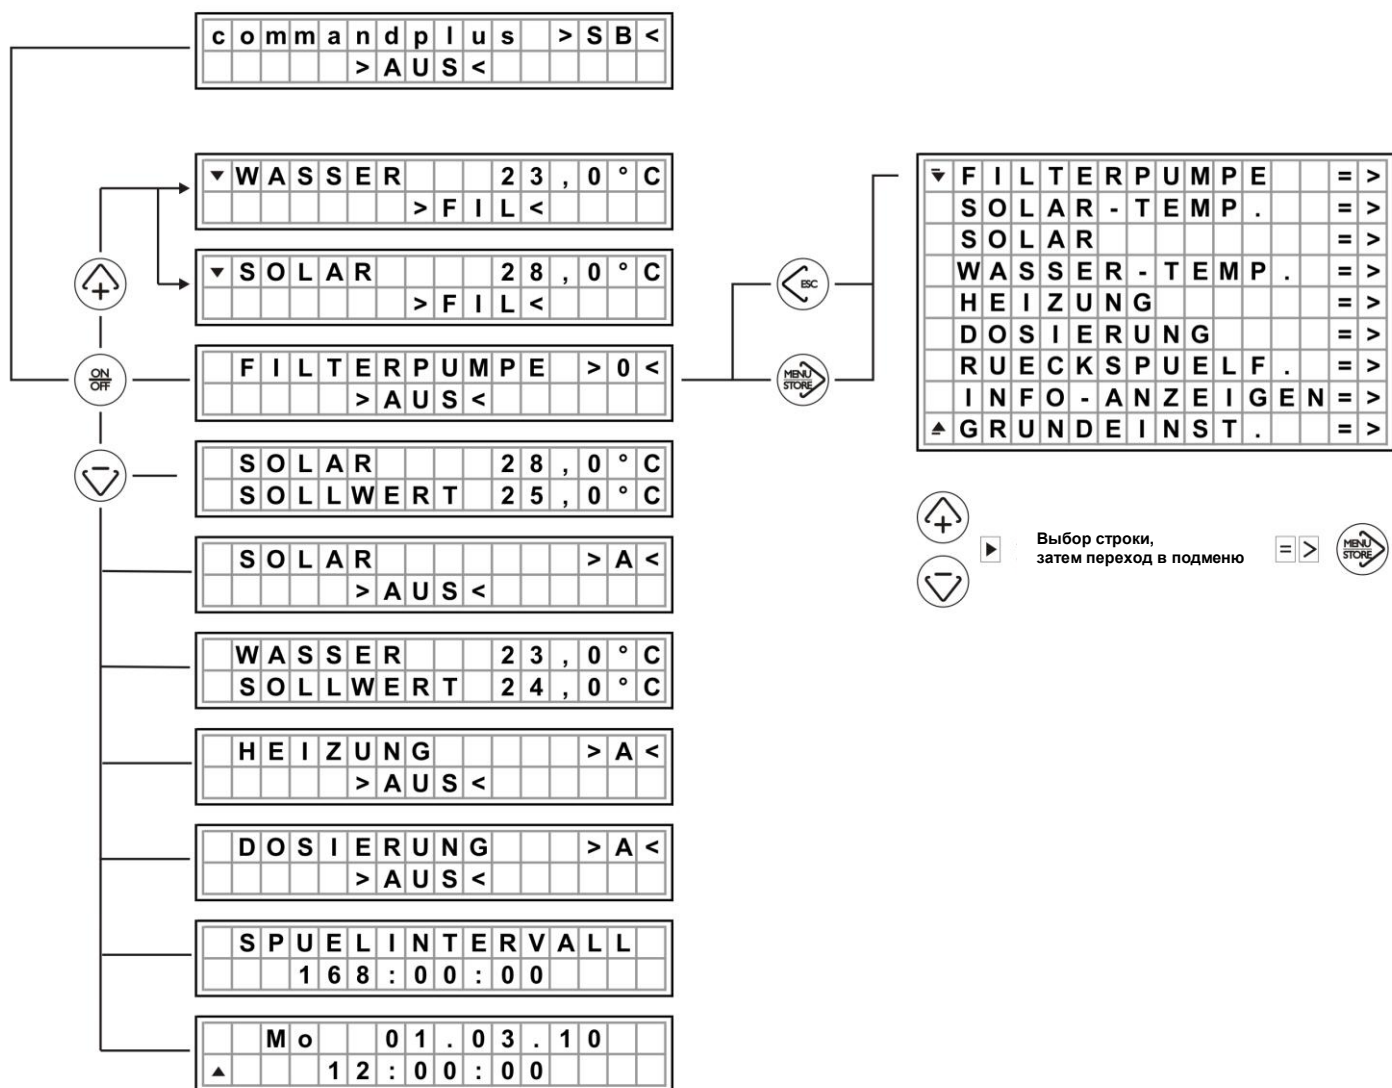 commandplus >SB<
>AUS<
▼WASSER 23,0°C
>FIL<
▼SOLAR 28,0°C
>FIL<
FILTERPUMPE >0<
>AUS<
SOLAR 28,0°C
SOLLWERT 25,0°C
SOLAR >A<
>AUS<
WASSER 23,0°C
SOLLWERT 24,0°C
HEIZUNG >A<
>AUS<
DOSIERUNG >A<
>AUS<
SPUELINTERVALL
168:00:00
Mo 01.03.10
▲ 12:00:00
+
ON
OFF
−
ESC
MENU
STORE
FILTERPUMPE =>
SOLAR-TEMP. =>
SOLAR =>
WASSER-TEMP. =>
HEIZUNG =>
DOSIERUNG =>
RUECKSPUELF. =>
INFO-ANZEIGEN=>
GRUNDEINST. =>
+
−
Выбор строки,
затем переход в подменю
=>
MENU
STORE